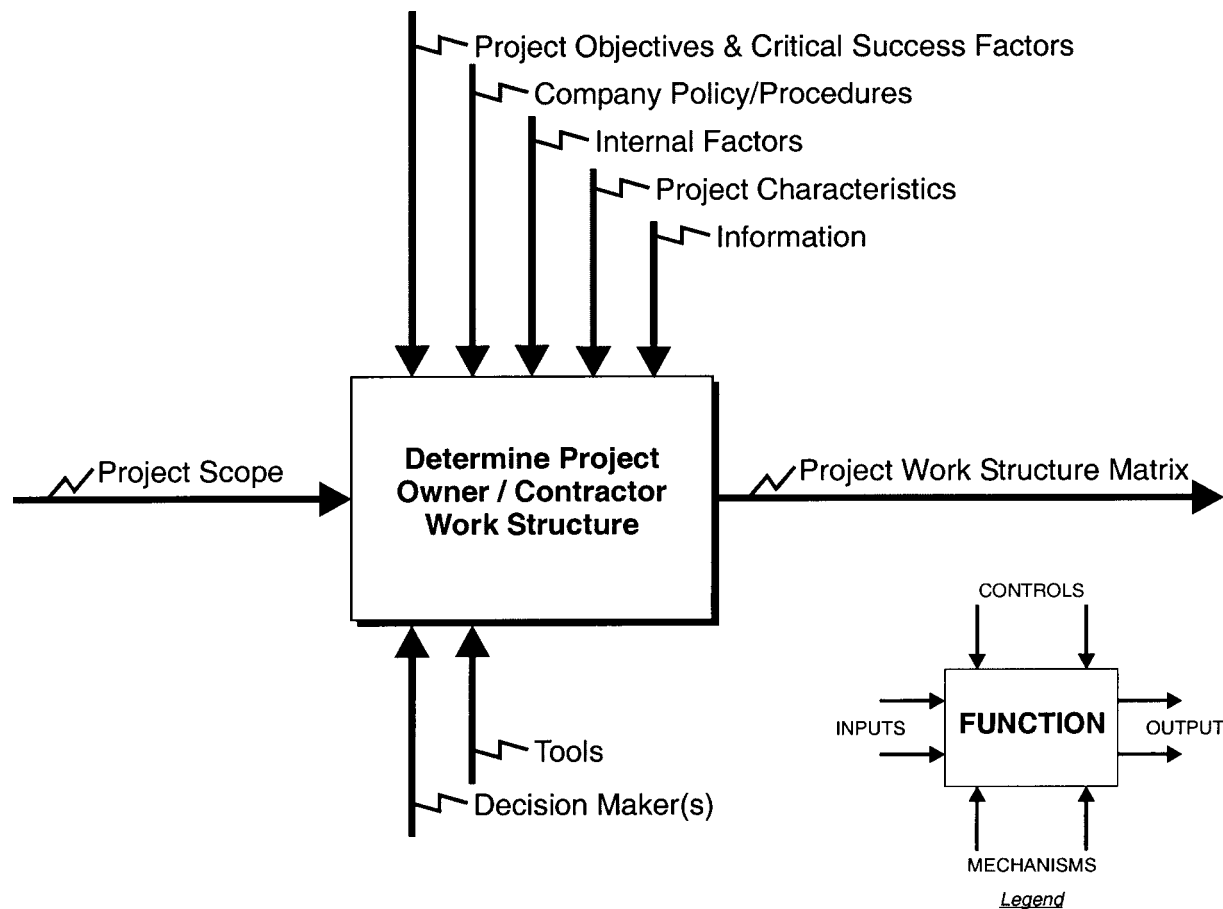 Project Objectives & Critical Success Factors
Company Policy/Procedures
Internal Factors
Project Characteristics
Information
Project Scope
Determine Project
Owner / Contractor
Work Structure
Project Work Structure Matrix
Tools
Decision Maker(s)
CONTROLS
INPUTS
FUNCTION
OUTPUT
MECHANISMS
Legend